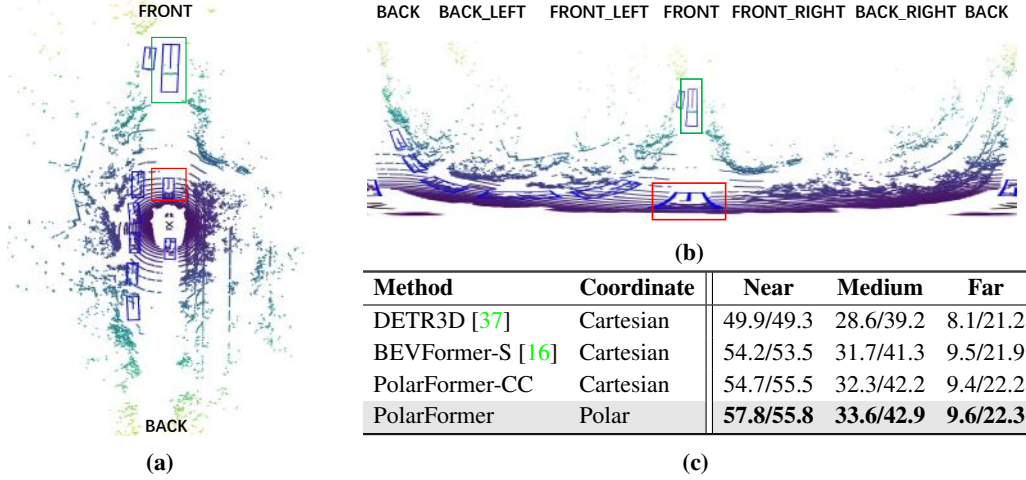 FRONT
BACK
(a)
BACK BACK_LEFT FRONT_LEFT FRONT FRONT_RIGHT BACK_RIGHT BACK
(b)
Method Coordinate Near Medium Far
DETR3D [37] Cartesian 49.9/49.3 28.6/39.2 8.1/21.2
BEVFormer-S [16] Cartesian 54.2/53.5 31.7/41.3 9.5/21.9
PolarFormer-CC Cartesian 54.7/55.5 32.3/42.2 9.4/22.2
PolarFormer Polar 57.8/55.8 33.6/42.9 9.6/22.3
(c)